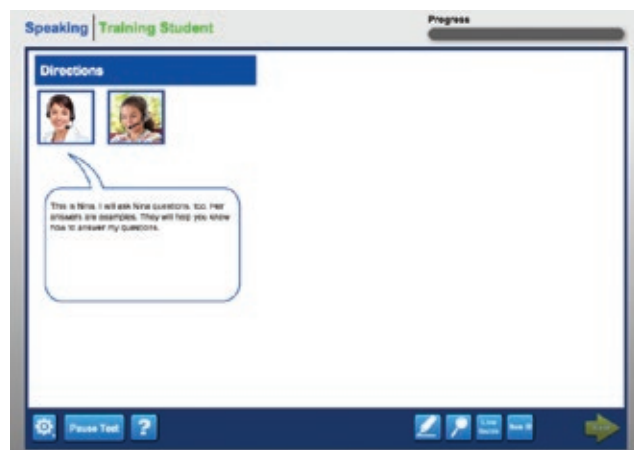 Speaking Training Student
Progress
Directions
This is Nina. I will ask Nina questions, too. Her
answers are examples. They will help you know
how to answer my questions.
Pause Test
?
Line